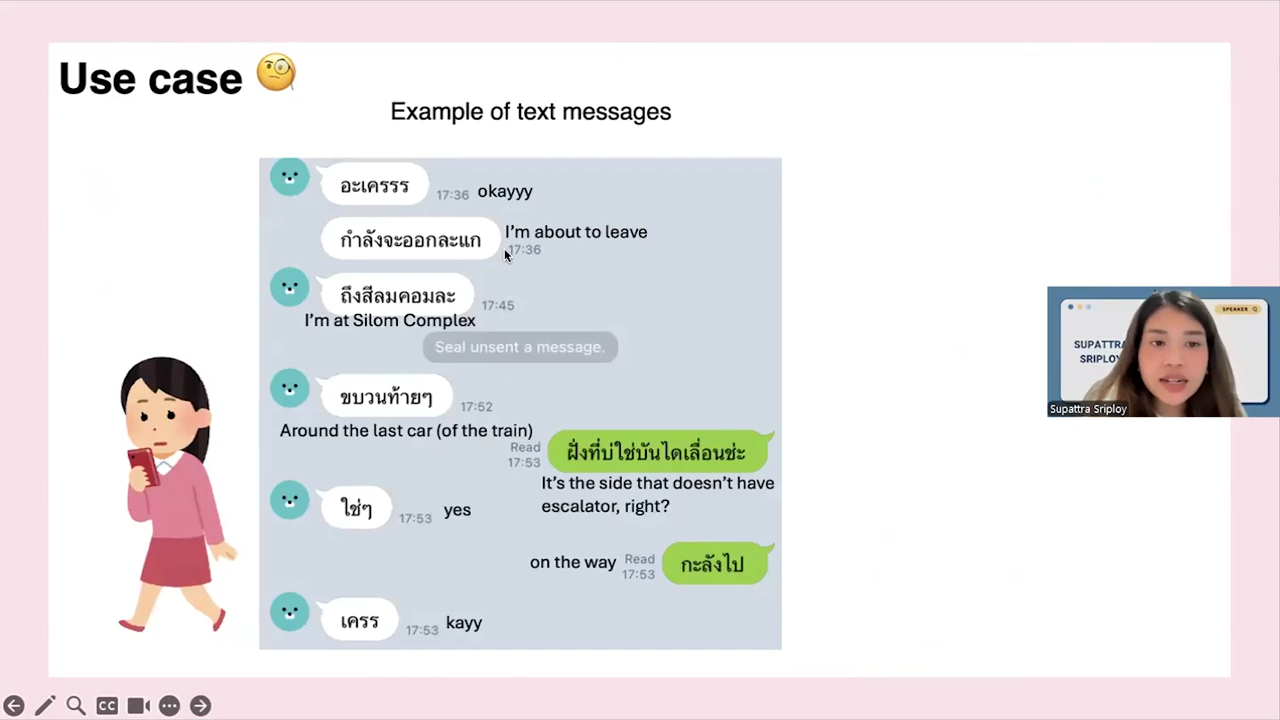 Use case
Example of text messages
อะเครรร
17:36
okayyy
กำลังจะออกละแก
I'm about to leave
17:36
ถึงสีลมคอมละ
17:45
I'm at Silom Complex
Seal unsent a message.
ขบวนท้ายๆ
17:52
Around the last car (of the train)
Read
17:53
ฝั่งที่บ่ใช่บันไดเลื่อนช่ะ
It's the side that doesn't have
escalator, right?
ใช่ๆ
17:53
yes
on the way
Read
17:53
กะลังไป
เครร
17:53
kayy
SPEAKER
SUPATTRA
SRIPLOY
Supattra Sriploy
CC